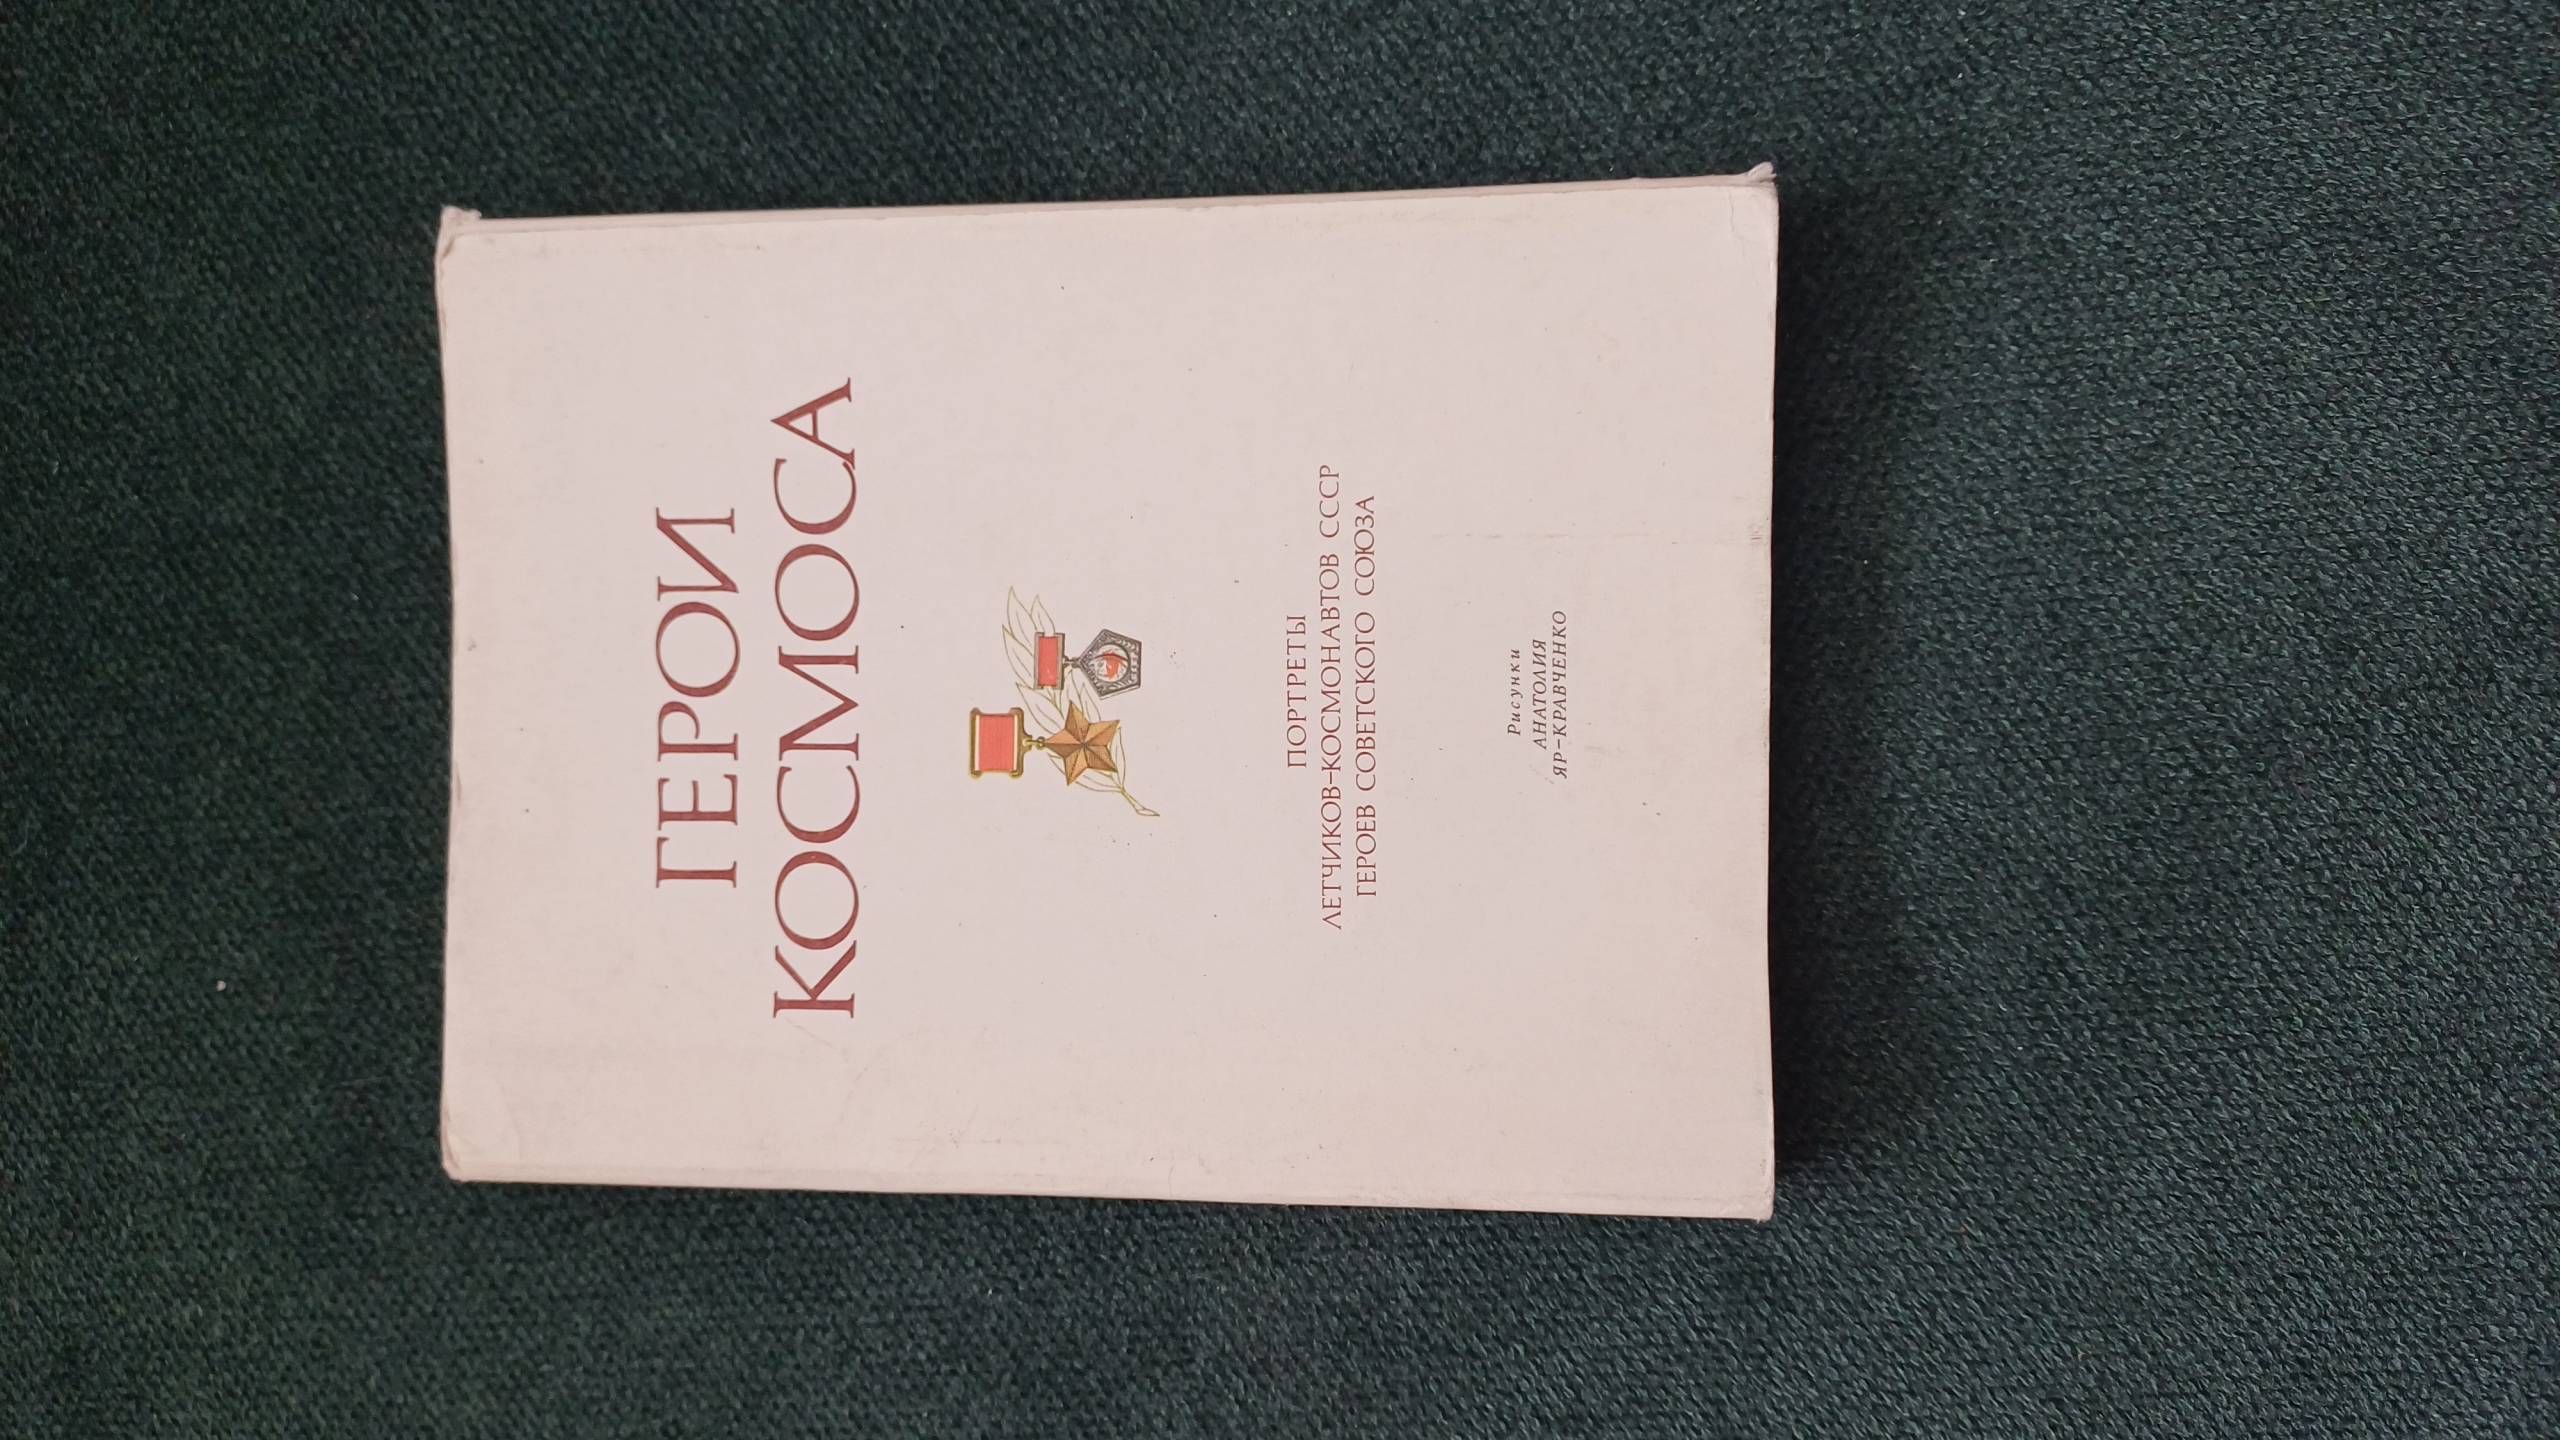 ГЕРОИ
КОСМОСА
ПОРТРЕТЫ
ЛЕТЧИКОВ-КОСМОНАВТОВ СССР
ГЕРОЕВ СОВЕТСКОГО СОЮЗА
Рисунки
АНАТОЛИЯ
ЯР-КРАВЧЕНКО